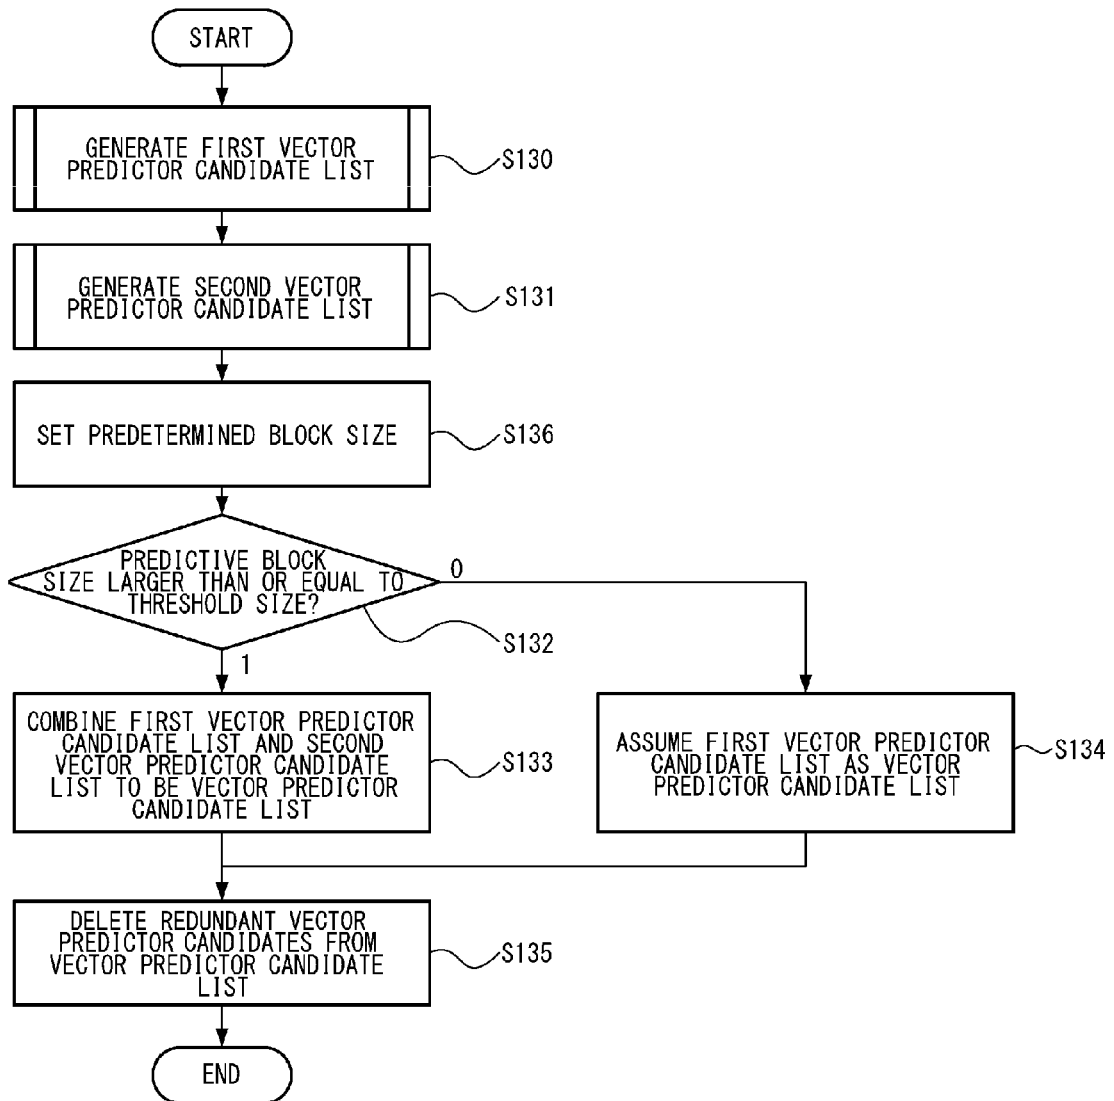 START
GENERATE FIRST VECTOR
PREDICTOR CANDIDATE LIST
S130
GENERATE SECOND VECTOR
PREDICTOR CANDIDATE LIST
S131
SET PREDETERMINED BLOCK SIZE
S136
PREDICTIVE BLOCK
SIZE LARGER THAN OR EQUAL TO
THRESHOLD SIZE?
0
S132
1
COMBINE FIRST VECTOR PREDICTOR
CANDIDATE LIST AND SECOND
VECTOR PREDICTOR CANDIDATE
LIST TO BE VECTOR PREDICTOR
CANDIDATE LIST
S133
ASSUME FIRST VECTOR PREDICTOR
CANDIDATE LIST AS VECTOR
PREDICTOR CANDIDATE LIST
S134
DELETE REDUNDANT VECTOR
PREDICTOR CANDIDATES FROM
VECTOR PREDICTOR CANDIDATE
LIST
S135
END